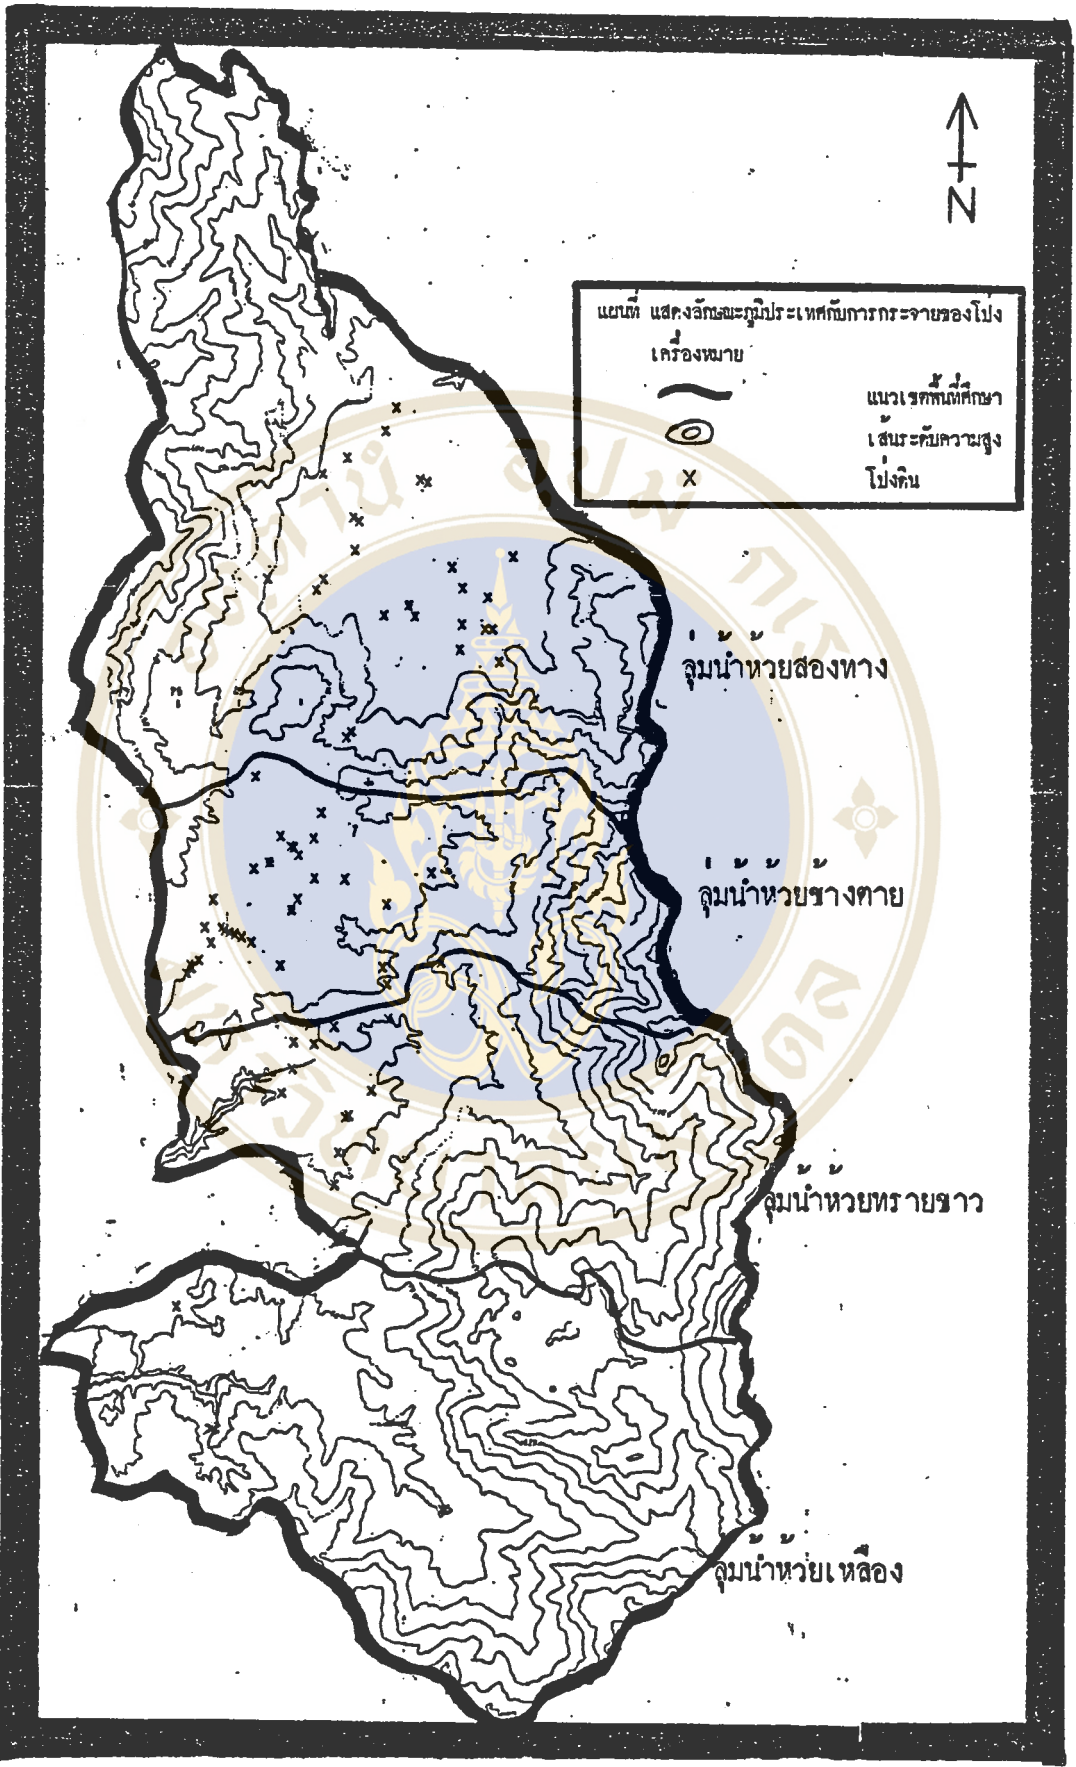 N
แผนที่ แสดงลักษณะภูมิประเทศกับการกระจายของโป่ง
เครื่องหมาย
แนวเขตพื้นที่ศึกษา
เส้นระดับความสูง
x โป่งดิน
ลุ่มน้ำห้วยสองทาง
ลุ่มน้ำห้วยช้างตาย
ลุ่มน้ำห้วยทรายขาว
ลุ่มน้ำห้วยเหลือง